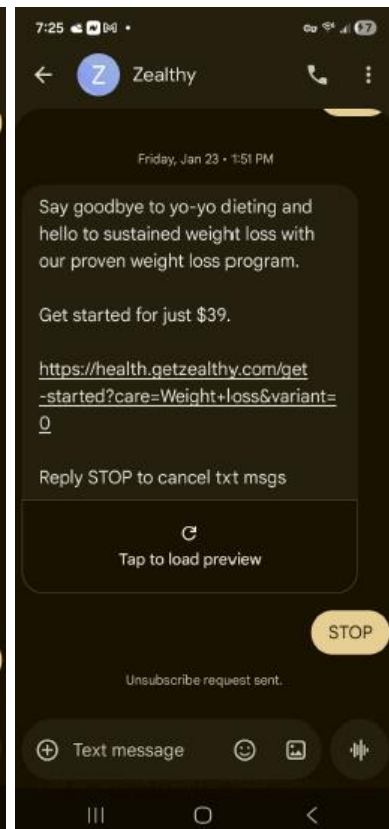 7:25
67
Z Zealthy
Friday, Jan 23 • 1:51 PM
Say goodbye to yo-yo dieting and
hello to sustained weight loss with
our proven weight loss program.
Get started for just $39.
https://health.getzealthy.com/get
-started?care=Weight+loss&variant=
0
Reply STOP to cancel txt msgs
Tap to load preview
STOP
Unsubscribe request sent.
Text message